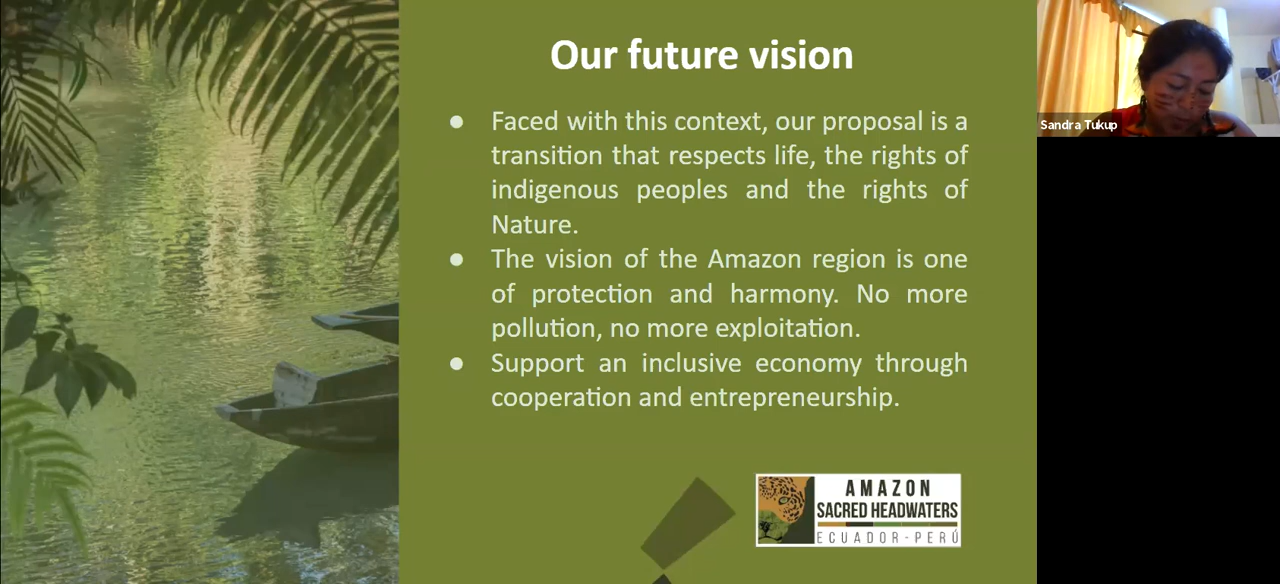 Our future vision
● Faced with this context, our proposal is a
transition that respects life, the rights of
indigenous peoples and the rights of
Nature.
● The vision of the Amazon region is one
of protection and harmony. No more
pollution, no more exploitation.
● Support an inclusive economy through
cooperation and entrepreneurship.
AMAZON
SACRED HEADWATERS
ECUADOR-PERÚ
Sandra Tukup